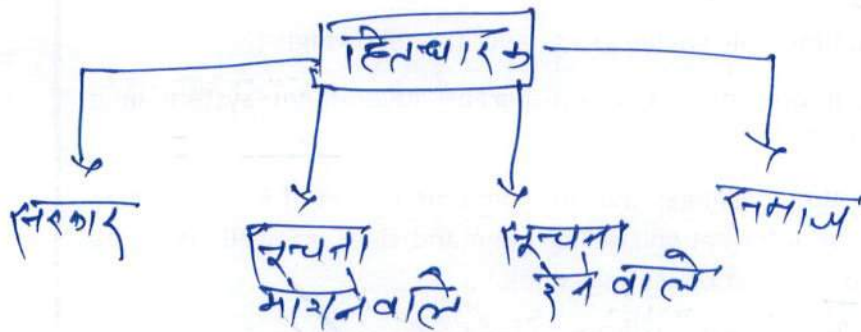 हितधारक
सरकार
सूचना
मांगने वाले
सूचना
देने वाले
समाज